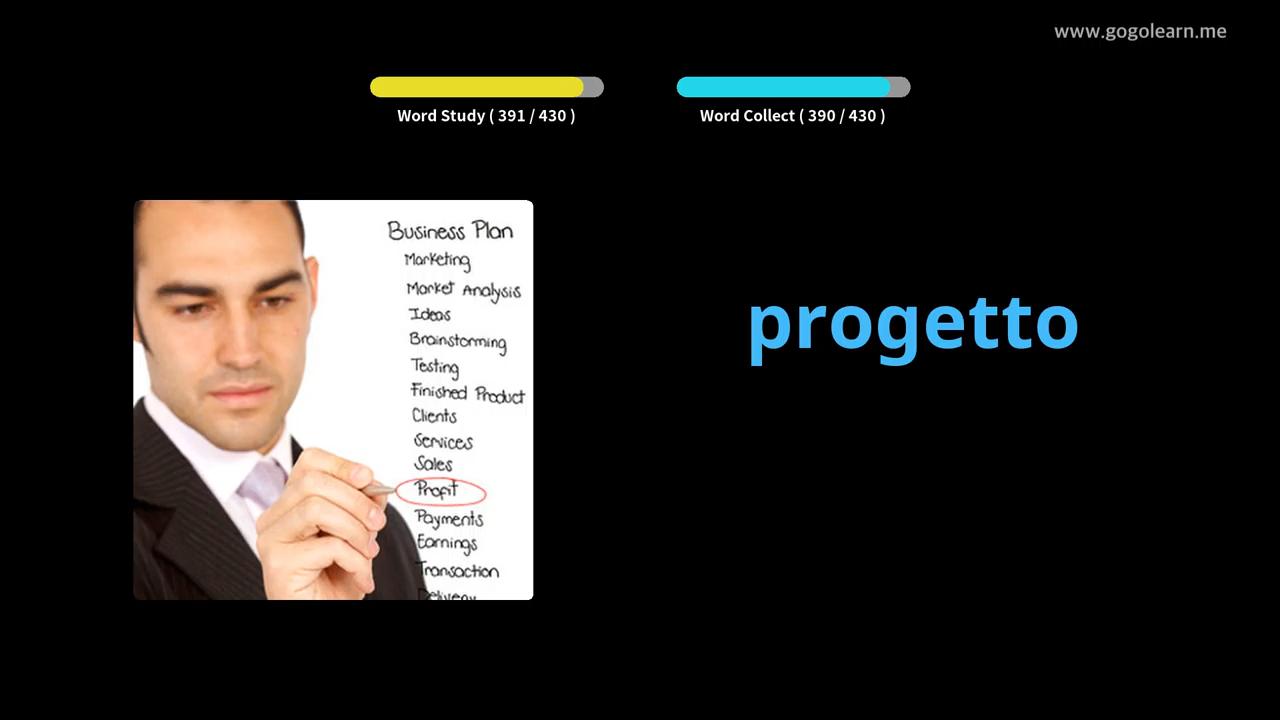 www.gogolearn.me
Word Study ( 391 / 430 )
Word Collect ( 390 / 430 )
Business Plan
Marketing
Market Analysis
Ideas
Brainstorming
Testing
Finished Product
Clients
Services
Sales
Profit
Payments
Earnings
Transaction
Delivery
progetto